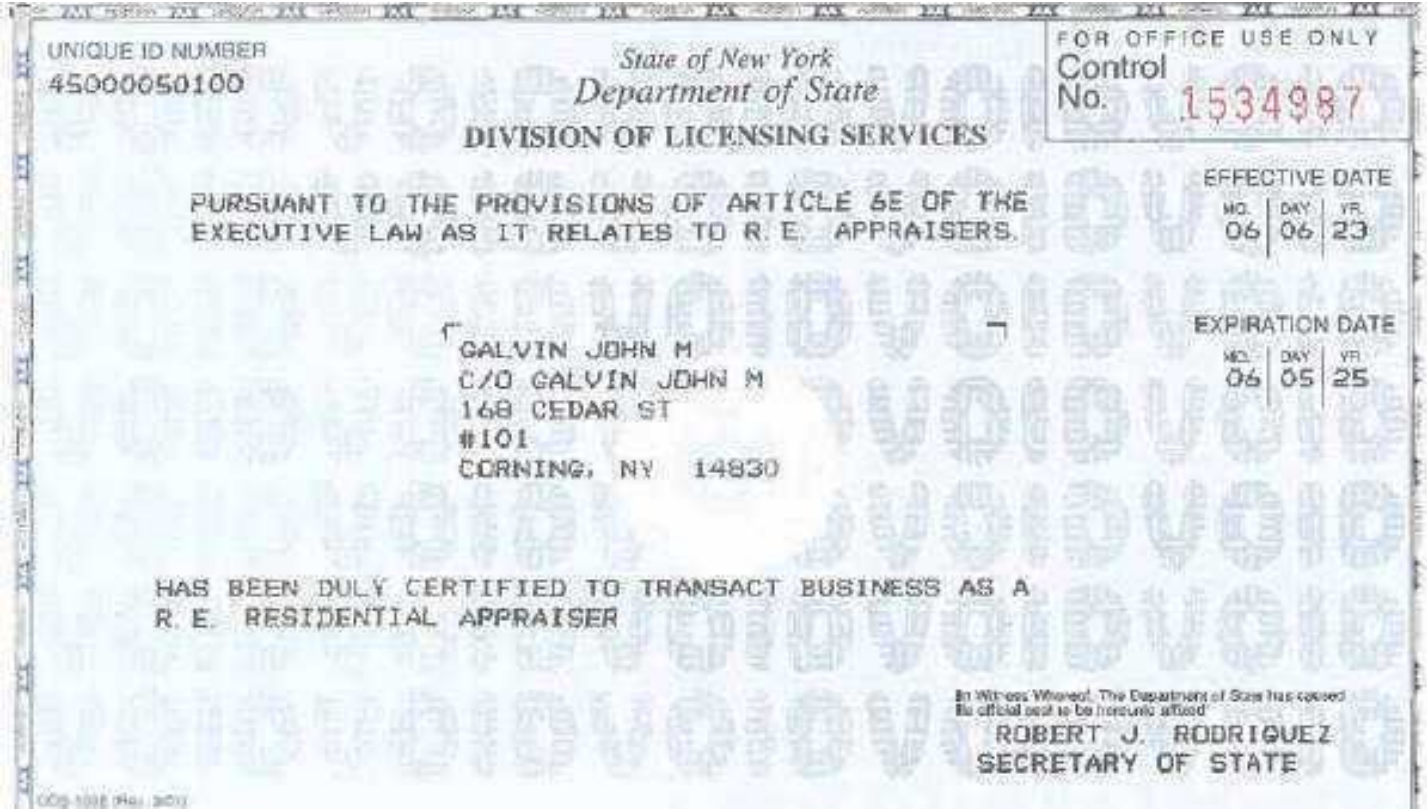 UNIQUE ID NUMBER
45000050100
State of New York
Department of State
DIVISION OF LICENSING SERVICES
FOR OFFICE USE ONLY
Control
No. 1534987
PURSUANT TO THE PROVISIONS OF ARTICLE 6E OF THE
EXECUTIVE LAW AS IT RELATES TO R. E. APPRAISERS.
EFFECTIVE DATE
MO. DAY YR.
06 06 23
GALVIN JOHN M
C/O GALVIN JOHN M
168 CEDAR ST
#101
CORNING, NY 14830
EXPIRATION DATE
MO. DAY YR.
06 05 25
HAS BEEN DULY CERTIFIED TO TRANSACT BUSINESS AS A
R. E. RESIDENTIAL APPRAISER
In Witness Whereof, The Department of State has caused
its official seal to be hereunto affixed
ROBERT J. RODRIQUEZ
SECRETARY OF STATE